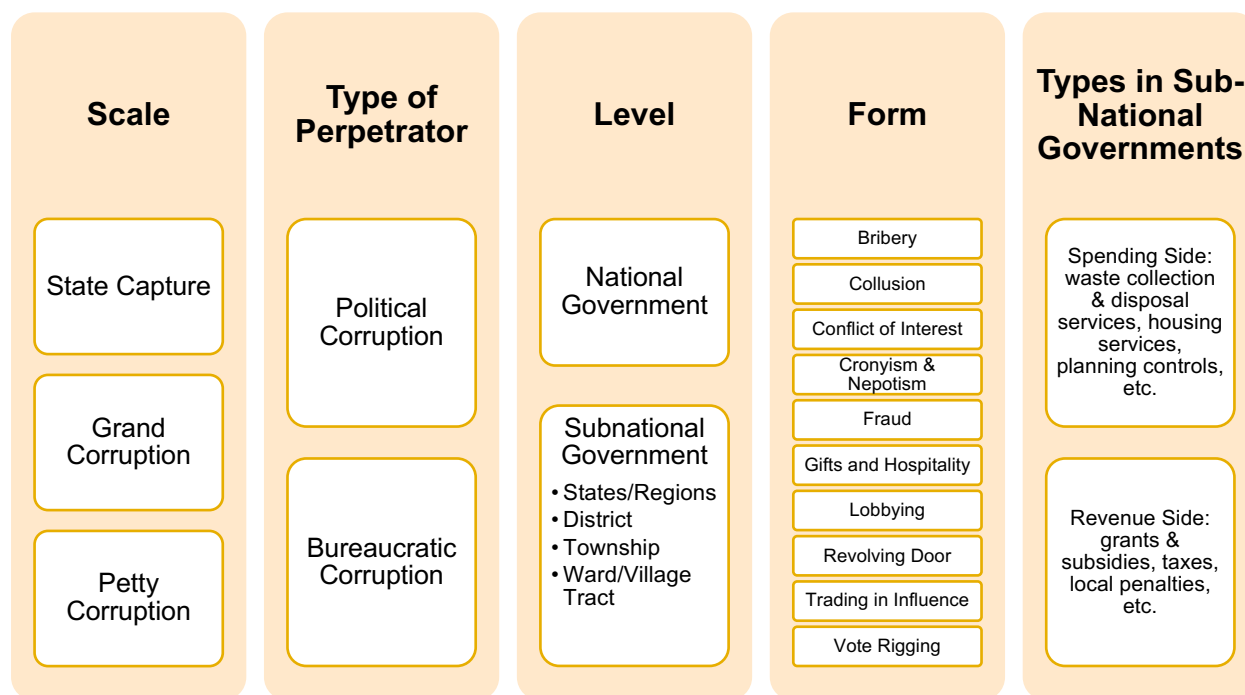 Scale
State Capture
Grand
Corruption
Petty
Corruption
Type of
Perpetrator
Political
Corruption
Bureaucratic
Corruption
Level
National
Government
Subnational
Government
• States/Regions
• District
• Township
• Ward/Village
Tract
Form
Bribery
Collusion
Conflict of Interest
Cronyism &
Nepotism
Fraud
Gifts and Hospitality
Lobbying
Revolving Door
Trading in Influence
Vote Rigging
Types in Sub-
National
Governments
Spending Side:
waste collection
& disposal
services, housing
services,
planning controls,
etc.
Revenue Side:
grants &
subsidies, taxes,
local penalties,
etc.